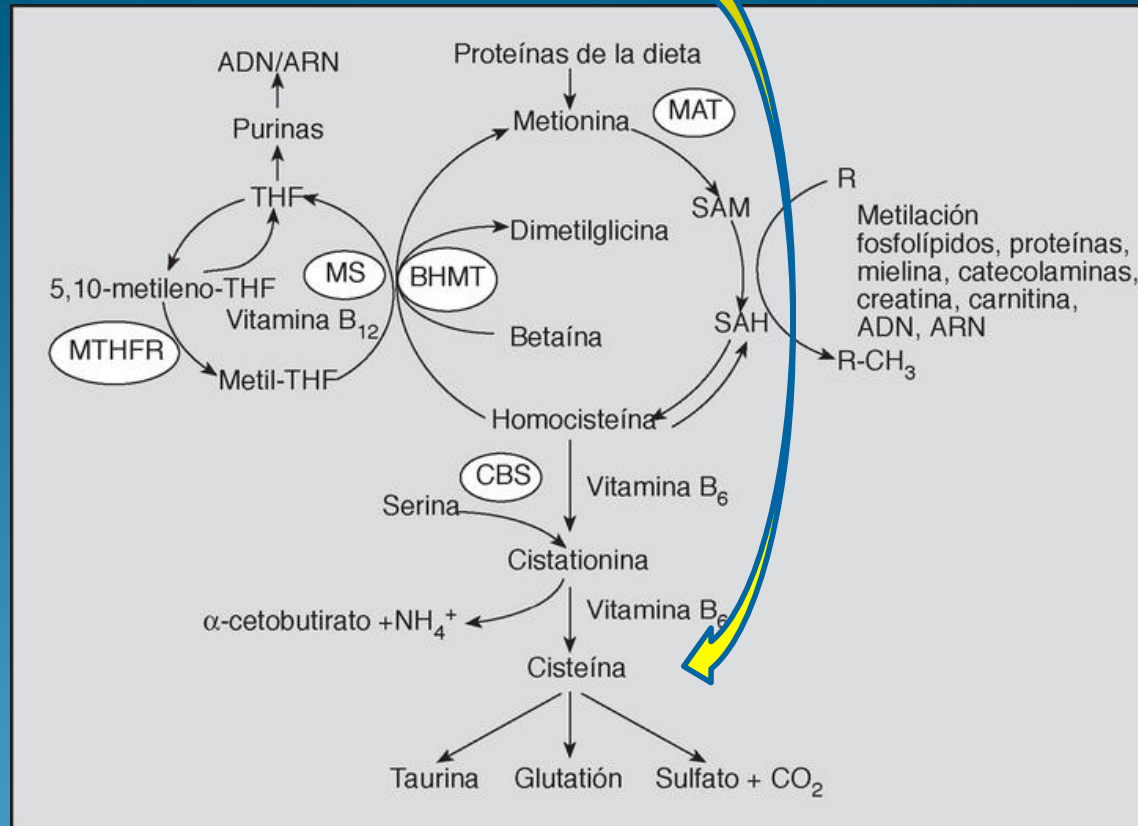 ADN/ARN
Proteínas de la dieta
Purinas
Metionina
MAT
THF
SAM
R
Dimetilglicina
Metilación
fosfolípidos, proteínas,
mielina, catecolaminas,
creatina, carnitina,
ADN, ARN
MS
BHMT
5,10-metileno-THF
Vitamina B12
Betaína
SAH
MTHFR
R-CH3
Metil-THF
Homocisteína
CBS
Vitamina B6
Serina
Cistationina
α-cetobutirato +NH4+
Vitamina B6
Cisteína
Taurina
Glutatión
Sulfato + CO2